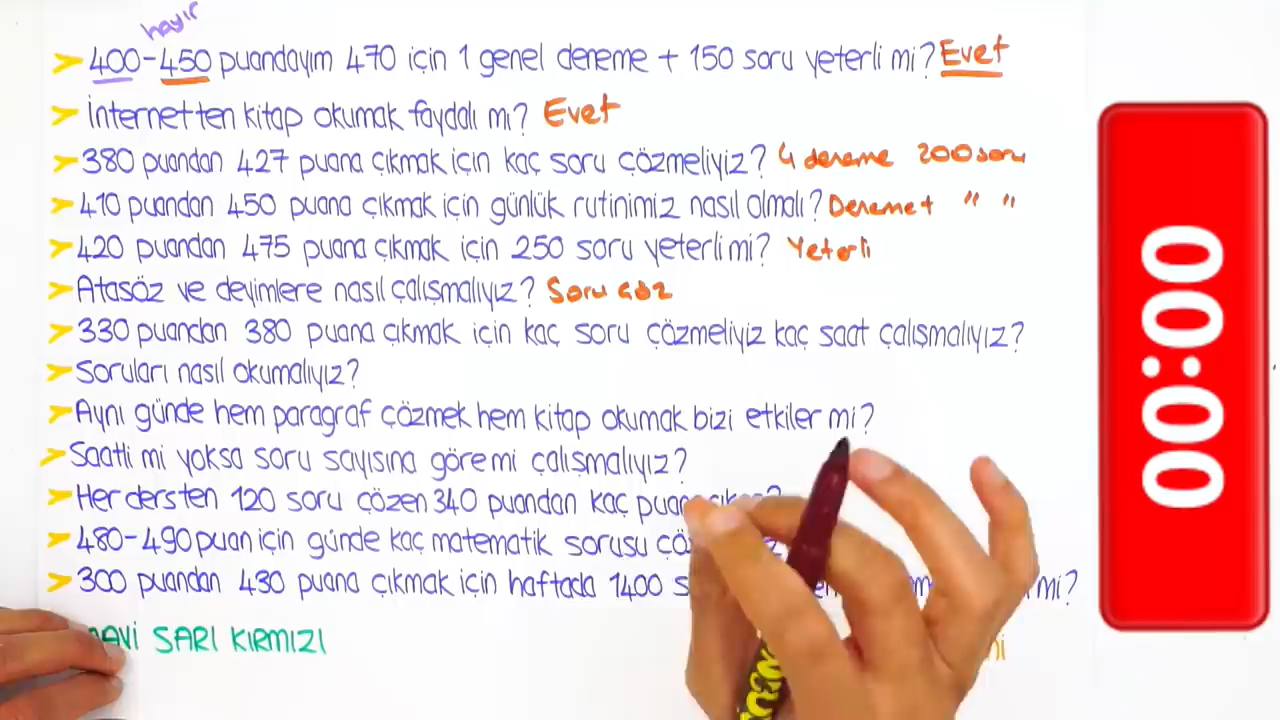 hayır
➤ 400-450 puandayım 470 için 1 genel deneme + 150 soru yeterli mi? Evet
➤ İnternetten kitap okumak faydalı mı? Evet
➤ 380 puandan 427 puana çıkmak için kaç soru çözmeliyiz? 4 deneme 200 soru
➤ 410 puandan 450 puana çıkmak için günlük rutinimiz nasıl olmalı? Deneme + " "
➤ 420 puandan 475 puana çıkmak için 250 soru yeterli mi? Yeterli
➤ Atasöz ve deyimlere nasıl çalışmalıyız? Soru çöz
➤ 330 puandan 380 puana çıkmak için kaç soru çözmeliyiz kaç saat çalışmalıyız?
➤ Soruları nasıl okumalıyız?
➤ Aynı günde hem paragraf çözmek hem kitap okumak bizi etkiler mi?
➤ Saatli mi yoksa soru sayısına göre mi çalışmalıyız?
➤ Her dersten 120 soru çözen 340 puandan kaç
➤ 480-490 puan için günde kaç matematik sorusu
➤ 300 puandan 430 puana çıkmak için haftada 1400 mi?
SARI KIRMIZI
00:00